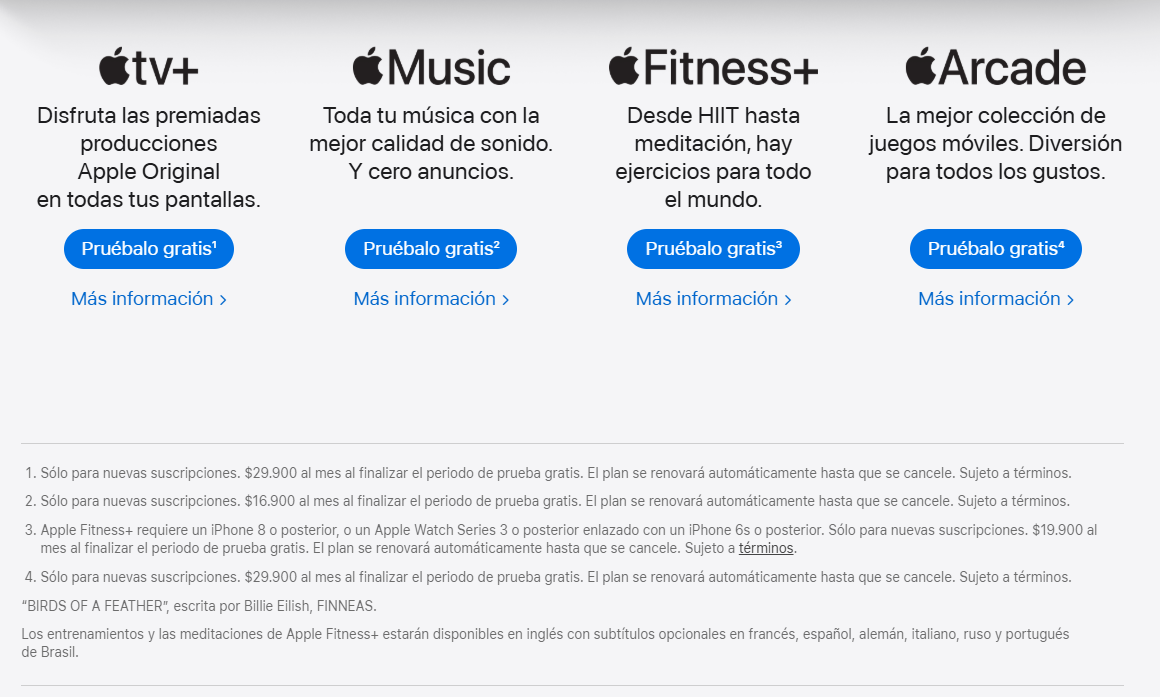 tv+
Disfruta las premiadas
producciones
Apple Original
en todas tus pantallas.
Pruébalo gratis¹
Más información >
Music
Toda tu música con la
mejor calidad de sonido.
Y cero anuncios.
Pruébalo gratis²
Más información >
Fitness+
Desde HIIT hasta
meditación, hay
ejercicios para todo
el mundo.
Pruébalo gratis³
Más información >
Arcade
La mejor colección de
juegos móviles. Diversión
para todos los gustos.
Pruébalo gratis⁴
Más información >
1. Sólo para nuevas suscripciones. $29.900 al mes al finalizar el periodo de prueba gratis. El plan se renovará automáticamente hasta que se cancele. Sujeto a términos.
2. Sólo para nuevas suscripciones. $16.900 al mes al finalizar el periodo de prueba gratis. El plan se renovará automáticamente hasta que se cancele. Sujeto a términos.
3. Apple Fitness+ requiere un iPhone 8 o posterior, o un Apple Watch Series 3 o posterior enlazado con un iPhone 6s o posterior. Sólo para nuevas suscripciones. $19.900 al
mes al finalizar el periodo de prueba gratis. El plan se renovará automáticamente hasta que se cancele. Sujeto a términos.
4. Sólo para nuevas suscripciones. $29.900 al mes al finalizar el periodo de prueba gratis. El plan se renovará automáticamente hasta que se cancele. Sujeto a términos.
“BIRDS OF A FEATHER”, escrita por Billie Eilish, FINNEAS.
Los entrenamientos y las meditaciones de Apple Fitness+ estarán disponibles en inglés con subtítulos opcionales en francés, español, alemán, italiano, ruso y portugués
de Brasil.